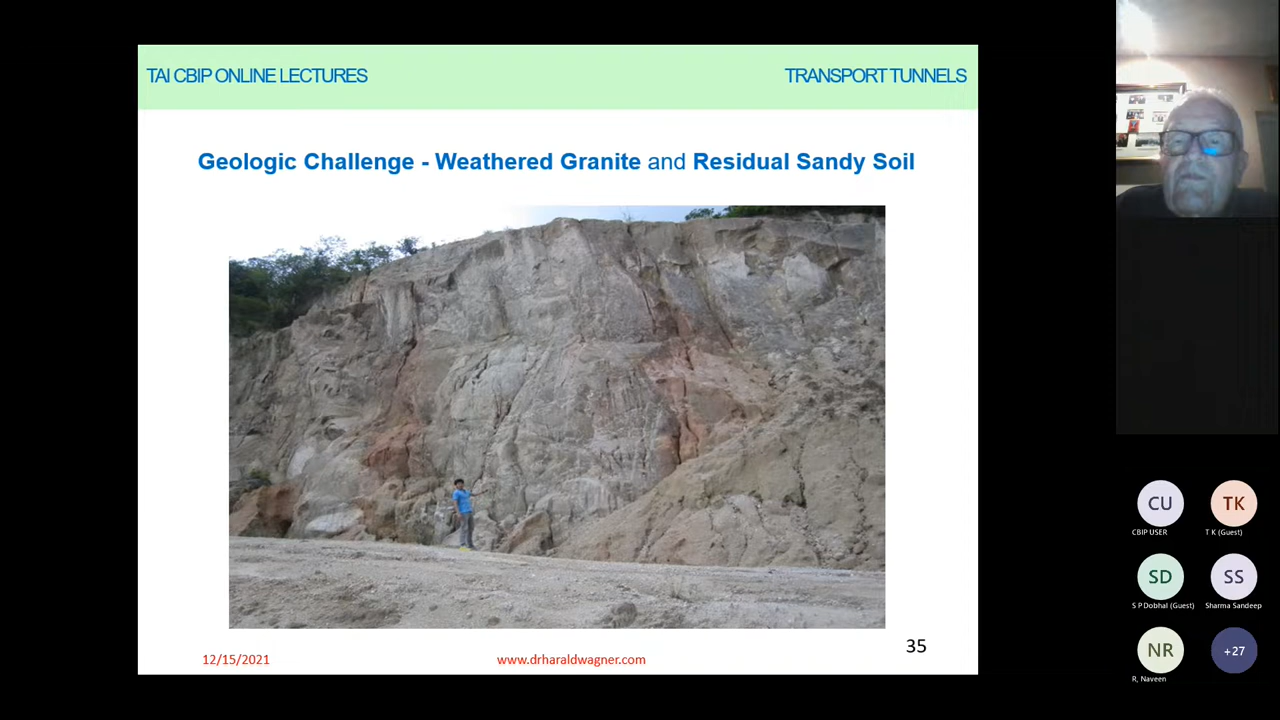 TAI CBIP ONLINE LECTURES
TRANSPORT TUNNELS
Geologic Challenge - Weathered Granite and Residual Sandy Soil
12/15/2021
www.drharaldwagner.com
35
CU
TK
CBIP USER
T K (Guest)
SD
SS
S P Dobhal (Guest)
Sharma Sandeep
NR
+27
R, Naveen